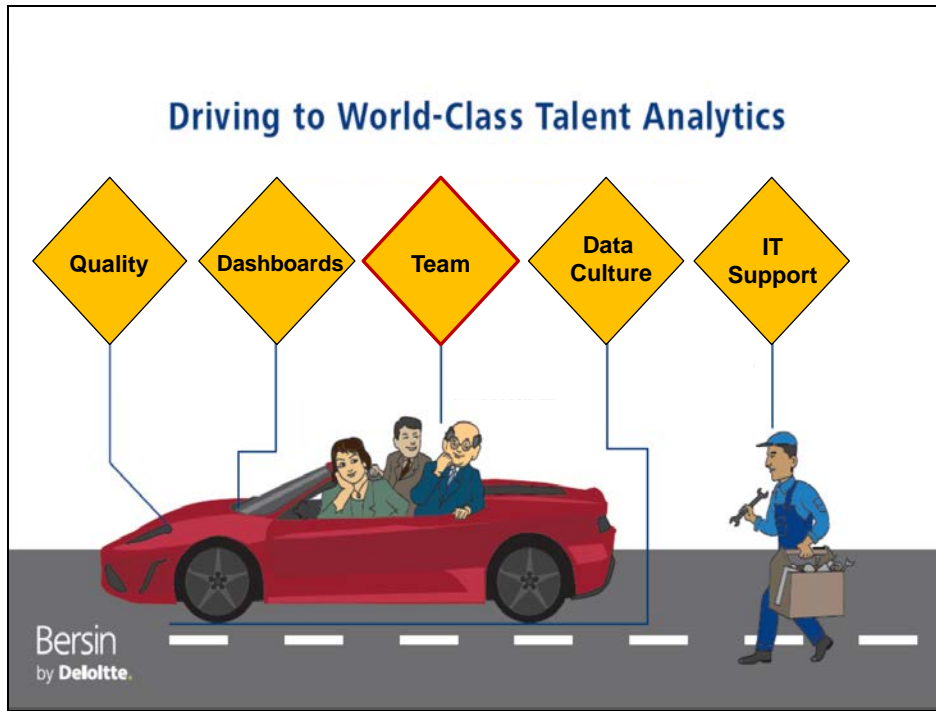 Driving to World-Class Talent Analytics
Quality
Dashboards
Team
Data
Culture
IT
Support
Bersin
by Deloitte.